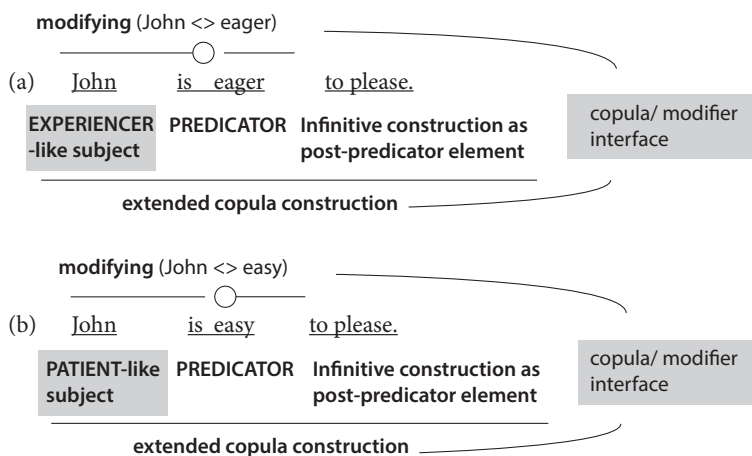 modifying (John <> eager)
(a) John is eager to please.
EXPERIENCER PREDICATOR Infinitive construction as
-like subject post-predicator element
copula/ modifier
interface
extended copula construction
modifying (John <> easy)
(b) John is easy to please.
PATIENT-like PREDICATOR Infinitive construction as
subject post-predicator element
copula/ modifier
interface
extended copula construction